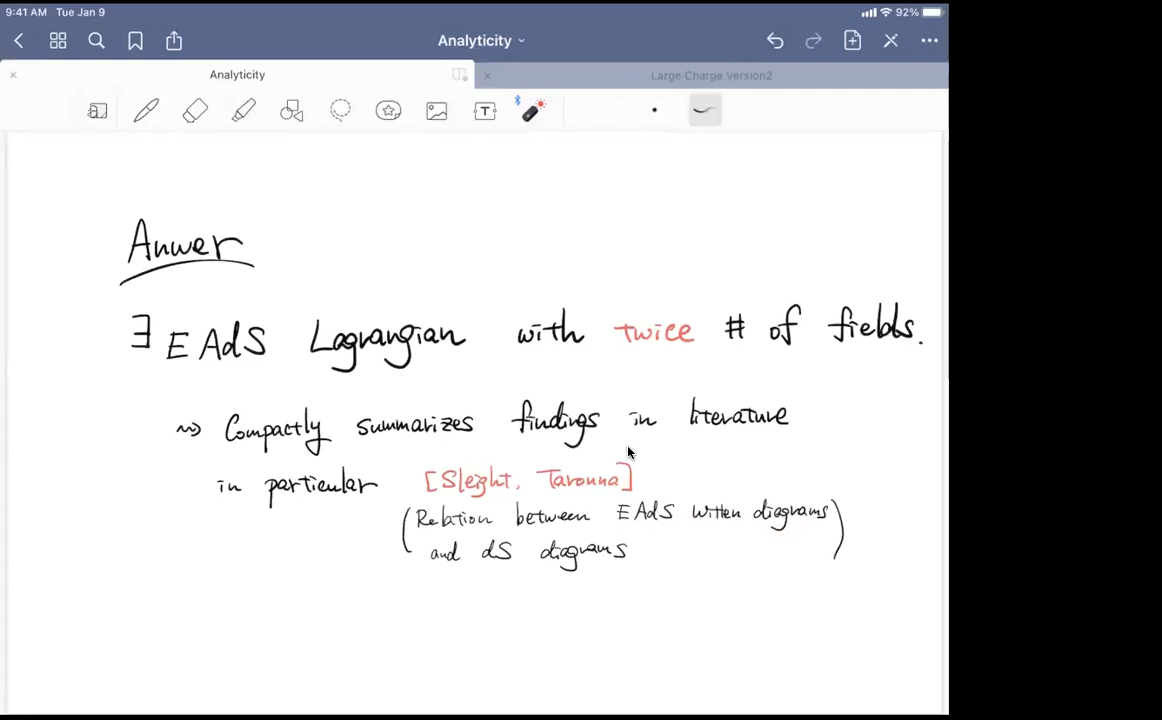 9:41 AM Tue Jan 9
92%
Analyticity
Analyticity
Large Charge Version2
Anwer
∃ EAdS Lagrangian with twice # of fields.
⇝ Compactly summarizes findings in literature
in particular [Sleight, Taronna]
(Relation between EAdS witten diagrams
and dS diagrams)